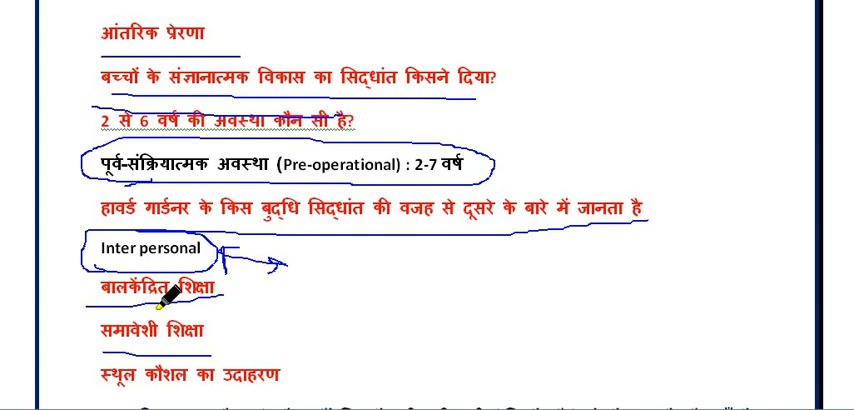 आंतरिक प्रेरणा
बच्चों के संज्ञानात्मक विकास का सिद्धांत किसने दिया?
2 से 6 वर्ष की अवस्था कौन सी है?
पूर्व-संक्रियात्मक अवस्था (Pre-operational) : 2-7 वर्ष
हावर्ड गार्डनर के किस बुद्धि सिद्धांत की वजह से दूसरे के बारे में जानता है
Inter personal
बालकेंद्रित शिक्षा
समावेशी शिक्षा
स्थूल कौशल का उदाहरण